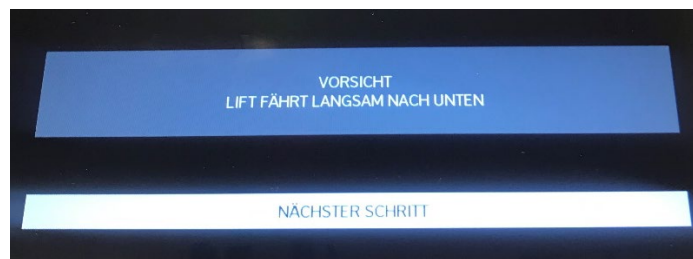 VORSICHT
LIFT FÄHRT LANGSAM NACH UNTEN
NÄCHSTER SCHRITT